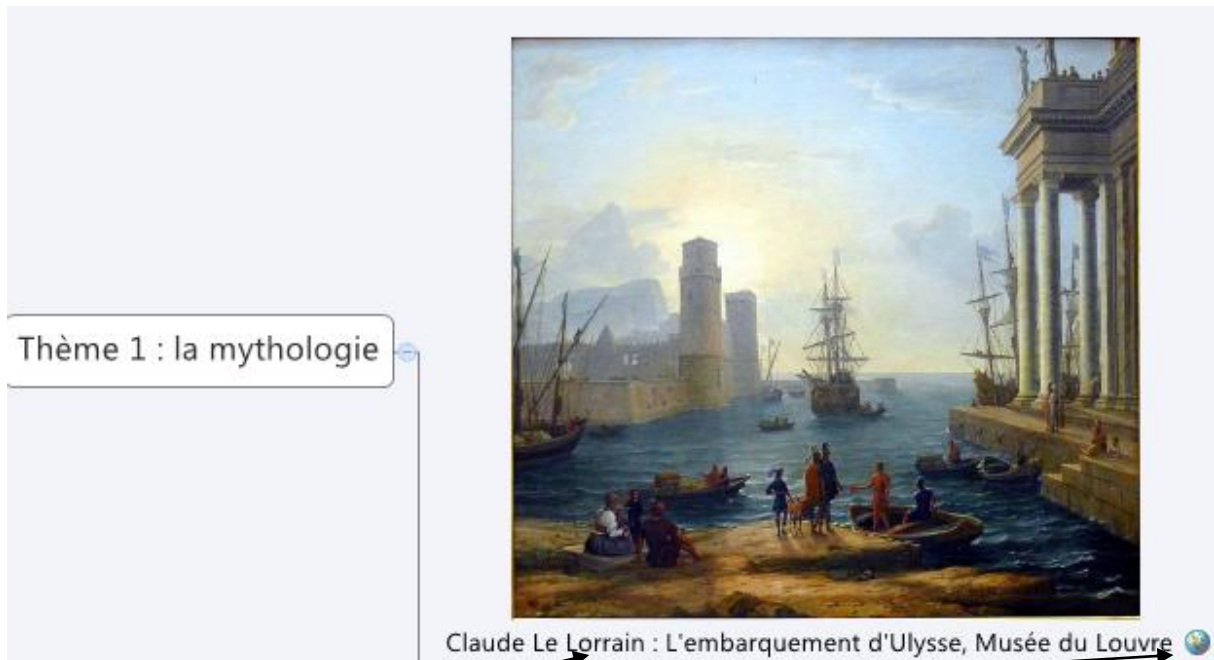 Thème 1 : la mythologie
Claude Le Lorrain : L'embarquement d'Ulysse, Musée du Louvre